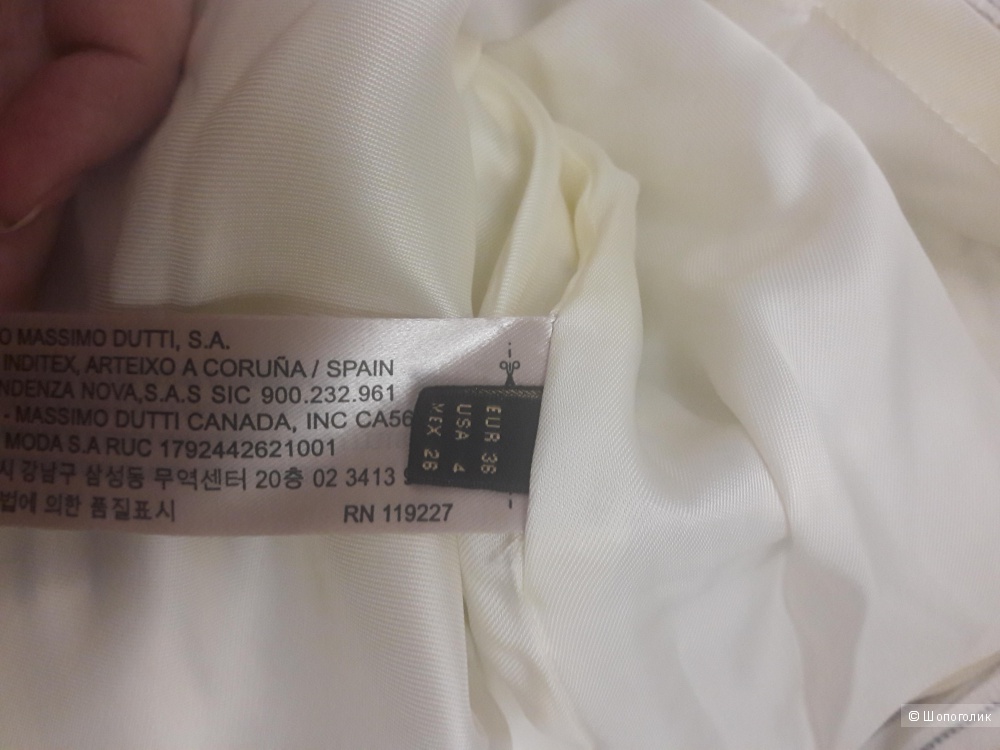 O MASSIMO DUTTI, S.A.
INDITEX, ARTEIXO A CORUÑA / SPAIN
NDENZA NOVA,S.A.S SIC 900.232.961
- MASSIMO DUTTI CANADA, INC CA56
MODA S.A RUC 1792442621001
시 강남구 삼성동 무역센터 20층 02 3413
법에 의한 품질표시
RN 119227
EUR 36
USA 4
MEX 26
© Шопоголик